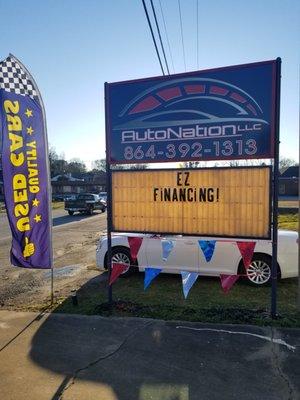 USED CARS
QUALITY
AutoNation LLC
864-392-1313
EZ
FINANCING!